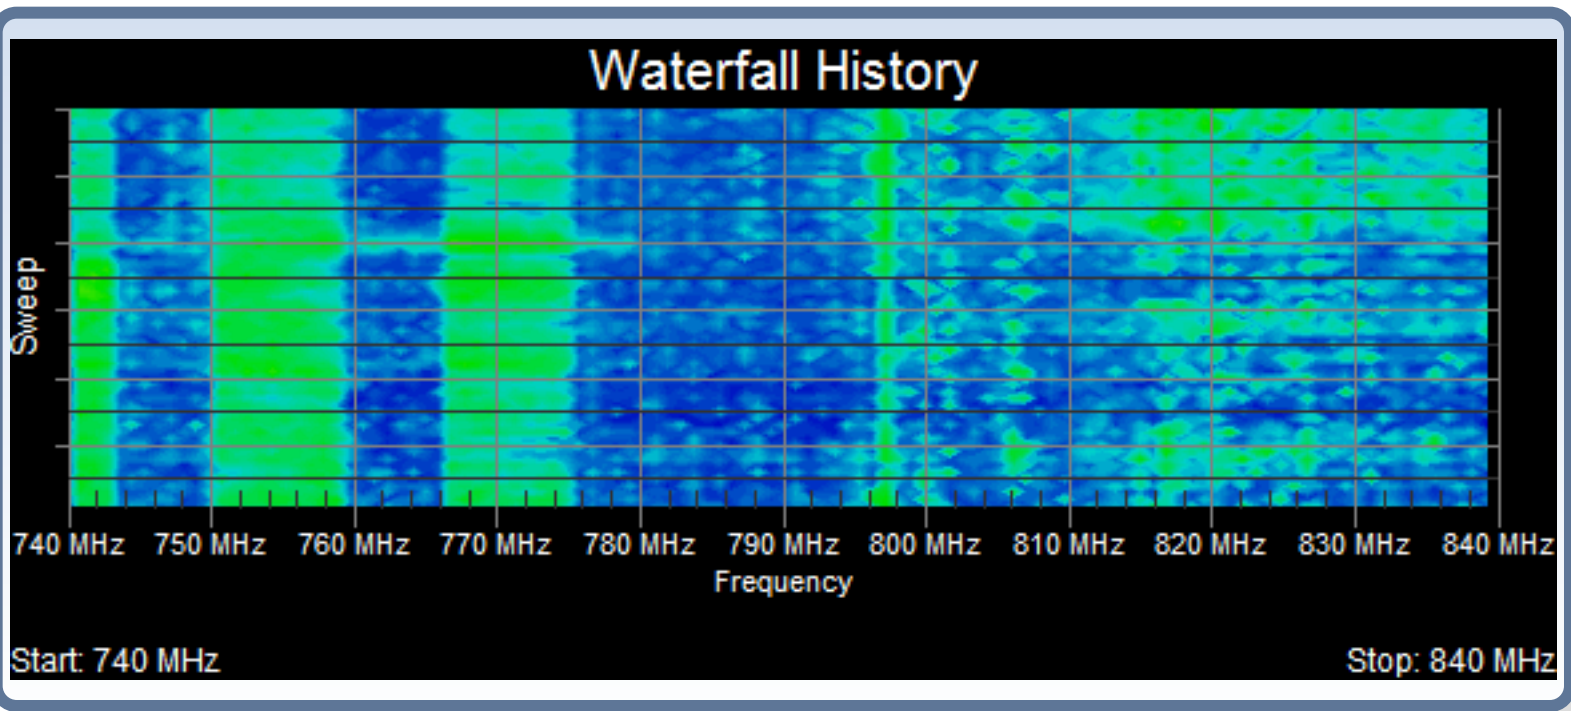 Waterfall History
Sweep
740 MHz 750 MHz 760 MHz 770 MHz 780 MHz 790 MHz 800 MHz 810 MHz 820 MHz 830 MHz 840 MHz
Frequency
Start: 740 MHz Stop: 840 MHz